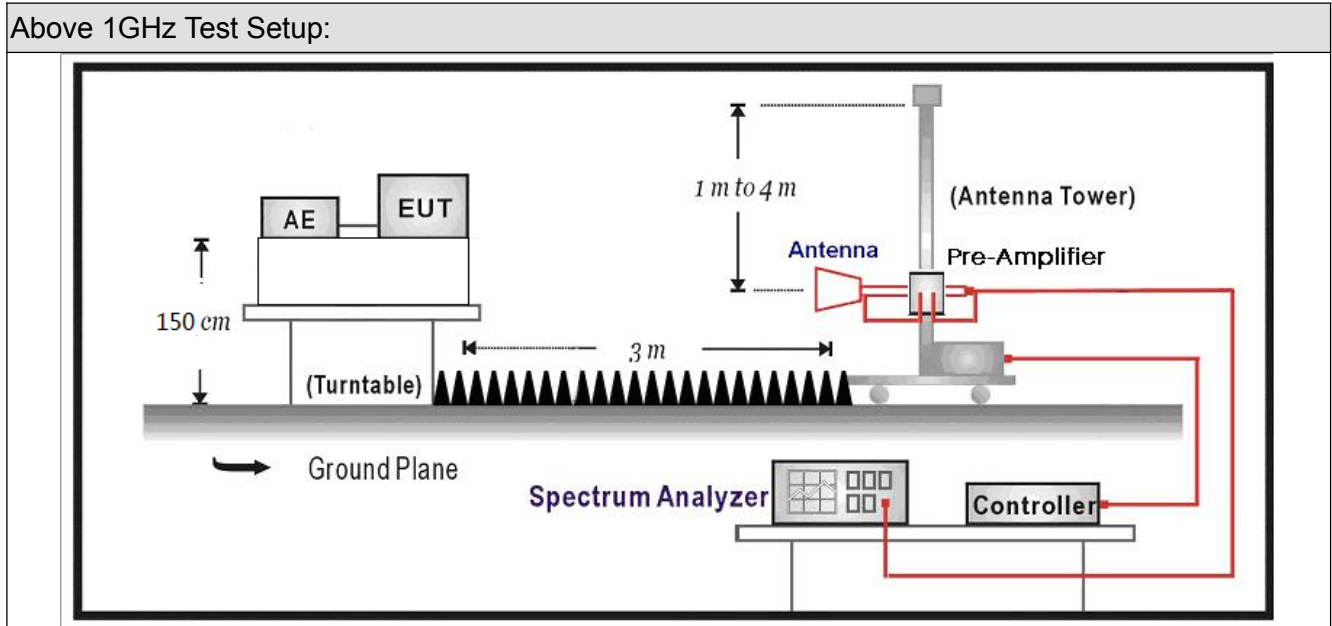 Above 1GHz Test Setup:
1 m to 4 m
(Antenna Tower)
AE
EUT
Antenna
Pre-Amplifier
150 cm
3 m
(Turntable)
Ground Plane
Spectrum Analyzer
Controller